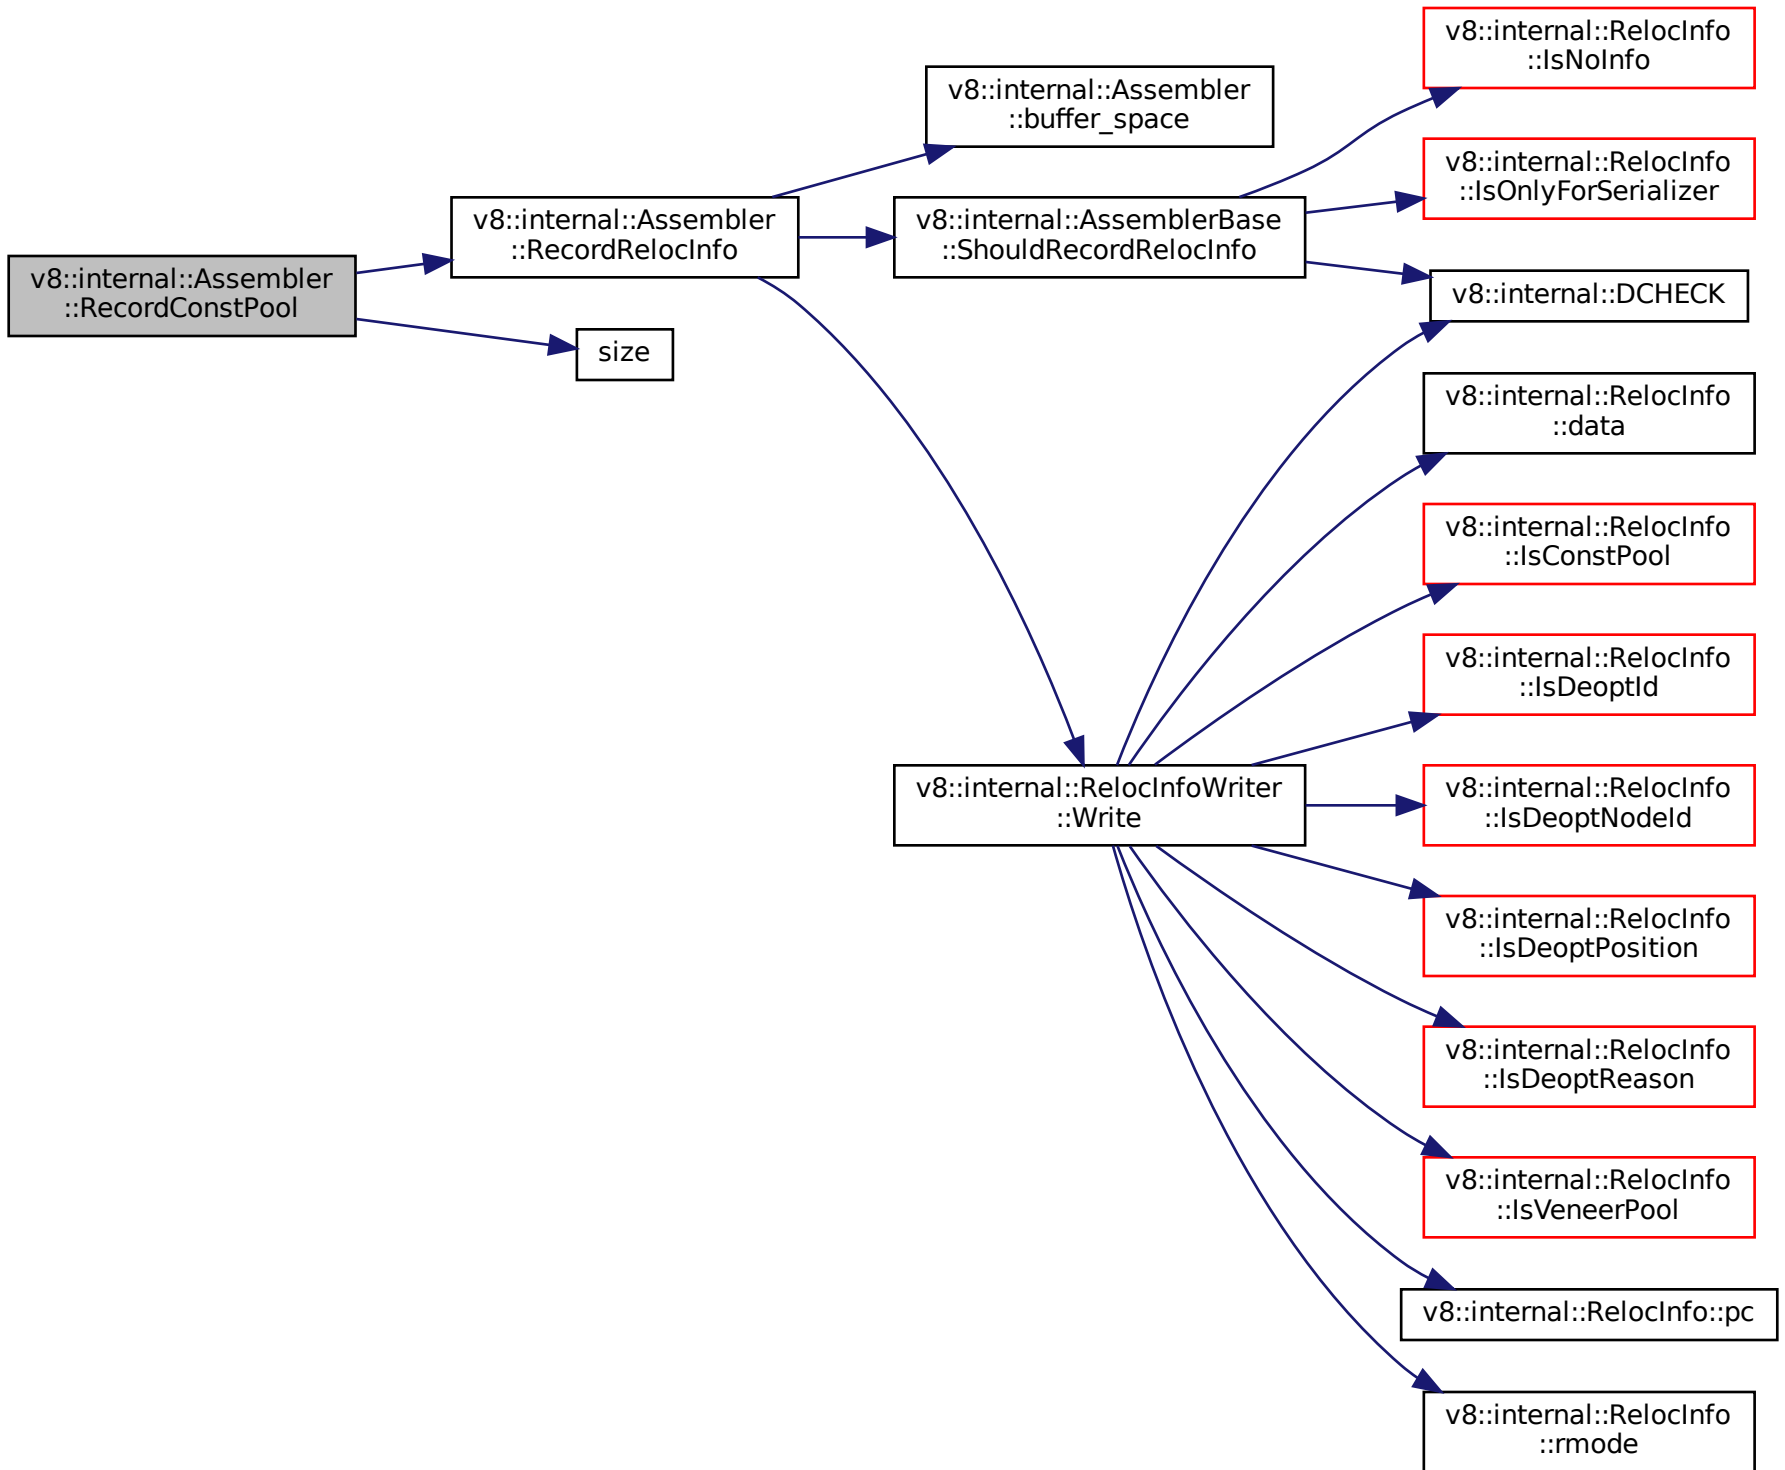 v8::internal::Assembler
::RecordConstPool
v8::internal::Assembler
::RecordRelocInfo
size
v8::internal::Assembler
::buffer_space
v8::internal::AssemblerBase
::ShouldRecordRelocInfo
v8::internal::RelocInfoWriter
::Write
v8::internal::RelocInfo
::IsNoInfo
v8::internal::RelocInfo
::IsOnlyForSerializer
v8::internal::DCHECK
v8::internal::RelocInfo
::data
v8::internal::RelocInfo
::IsConstPool
v8::internal::RelocInfo
::IsDeoptId
v8::internal::RelocInfo
::IsDeoptNodeId
v8::internal::RelocInfo
::IsDeoptPosition
v8::internal::RelocInfo
::IsDeoptReason
v8::internal::RelocInfo
::IsVeneerPool
v8::internal::RelocInfo::pc
v8::internal::RelocInfo
::rmode